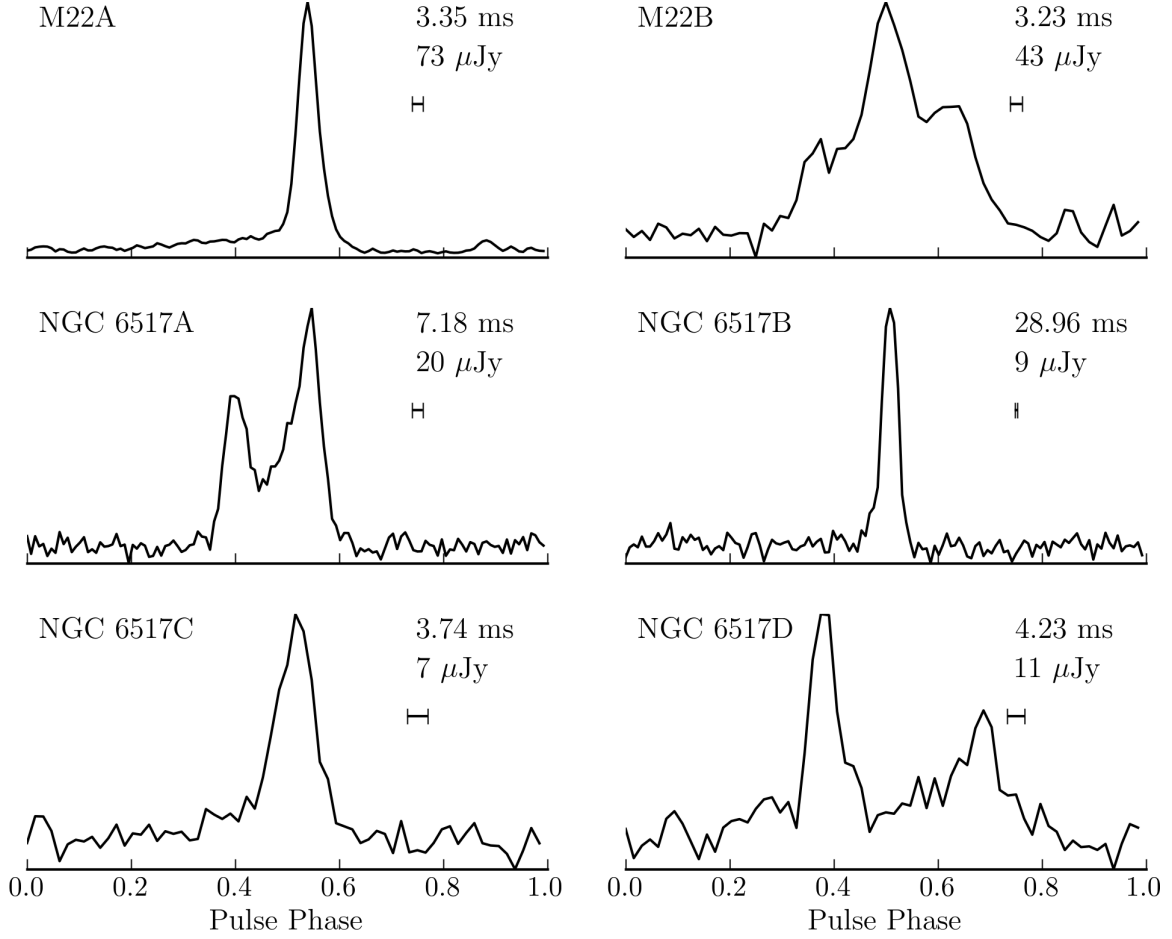 M22A
3.35 ms
73 μJy
M22B
3.23 ms
43 μJy
NGC 6517A
7.18 ms
20 μJy
NGC 6517B
28.96 ms
9 μJy
NGC 6517C
3.74 ms
7 μJy
NGC 6517D
4.23 ms
11 μJy
0.0 0.2 0.4 0.6 0.8 1.0
Pulse Phase
0.0 0.2 0.4 0.6 0.8 1.0
Pulse Phase